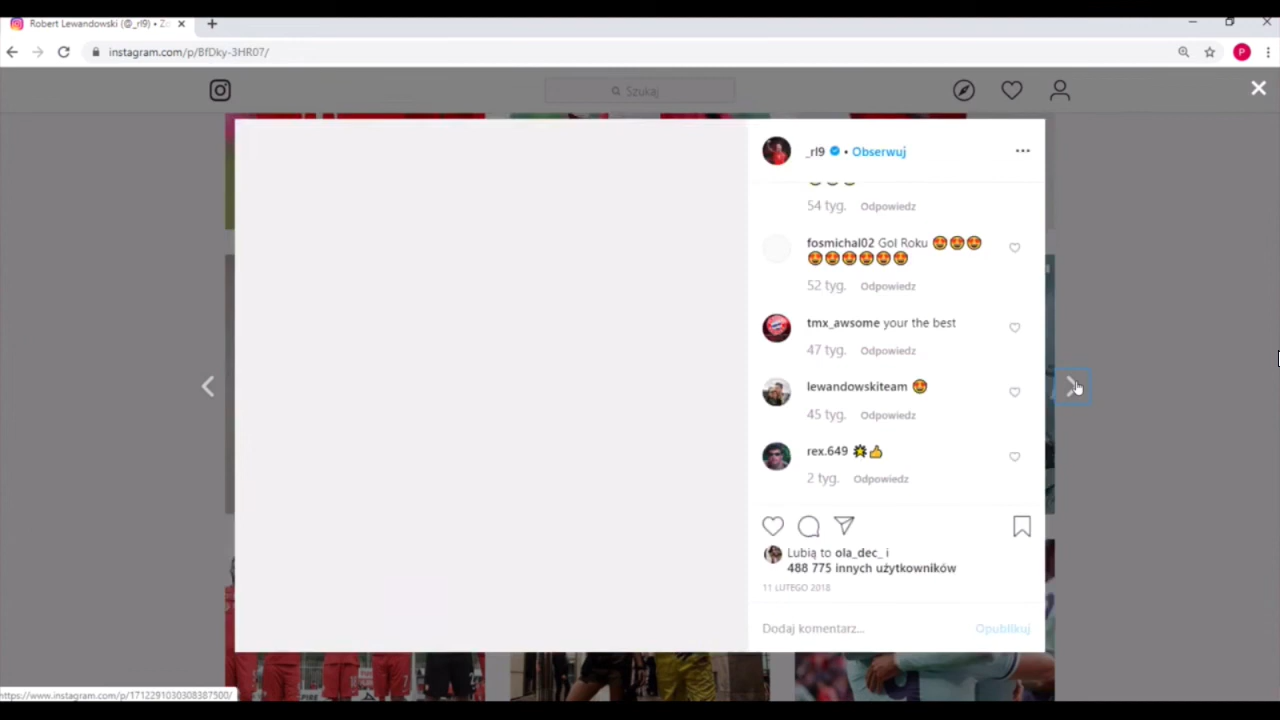 Robert Lewandowski (@_rl9) • Zd
instagram.com/p/BfDky-3HR07/
P
Szukaj
_rl9 • Obserwuj
54 tyg. Odpowiedz
fosmichal02 Gol Roku 😍😍😍
😍😍😍😍😍😍
52 tyg. Odpowiedz
tmx_awsome your the best
47 tyg. Odpowiedz
lewandowskiteam 😍
45 tyg. Odpowiedz
rex.649 💥👍
2 tyg. Odpowiedz
Lubią to ola_dec_ i
488 775 innych użytkowników
11 LUTEGO 2018
Dodaj komentarz... Opublikuj
https://www.instagram.com/p/1712291030308387500/